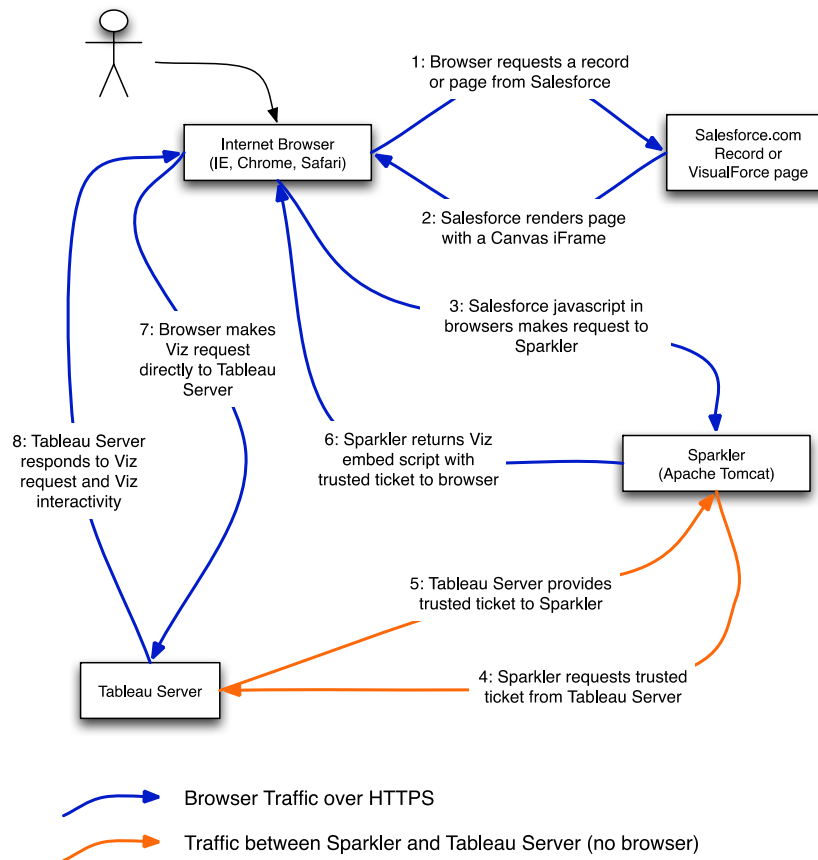 1: Browser requests a record
or page from Salesforce
Internet Browser
(IE, Chrome, Safari)
Salesforce.com
Record or
VisualForce page
2: Salesforce renders page
with a Canvas iFrame
3: Salesforce javascript in
browsers makes request to
Sparkler
7: Browser makes
Viz request
directly to Tableau
Server
8: Tableau Server
responds to Viz
request and Viz
interactivity
6: Sparkler returns Viz
embed script with
trusted ticket to browser
Sparkler
(Apache Tomcat)
5: Tableau Server provides
trusted ticket to Sparkler
4: Sparkler requests trusted
ticket from Tableau Server
Tableau Server
Browser Traffic over HTTPS
Traffic between Sparkler and Tableau Server (no browser)